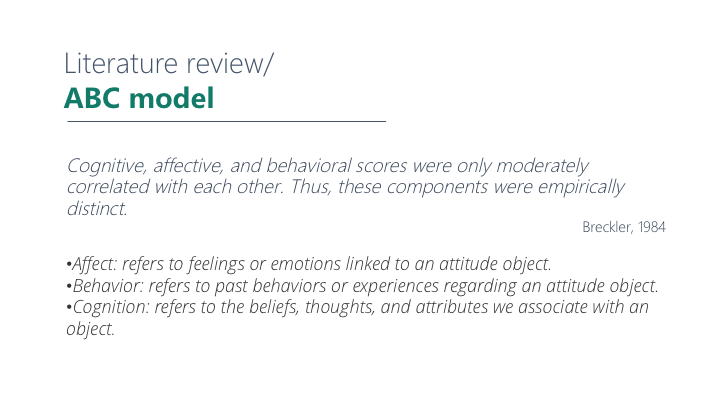 Literature review/
ABC model
Cognitive, affective, and behavioral scores were only moderately
correlated with each other. Thus, these components were empirically
distinct.
Breckler, 1984
•Affect: refers to feelings or emotions linked to an attitude object.
•Behavior: refers to past behaviors or experiences regarding an attitude object.
•Cognition: refers to the beliefs, thoughts, and attributes we associate with an
object.